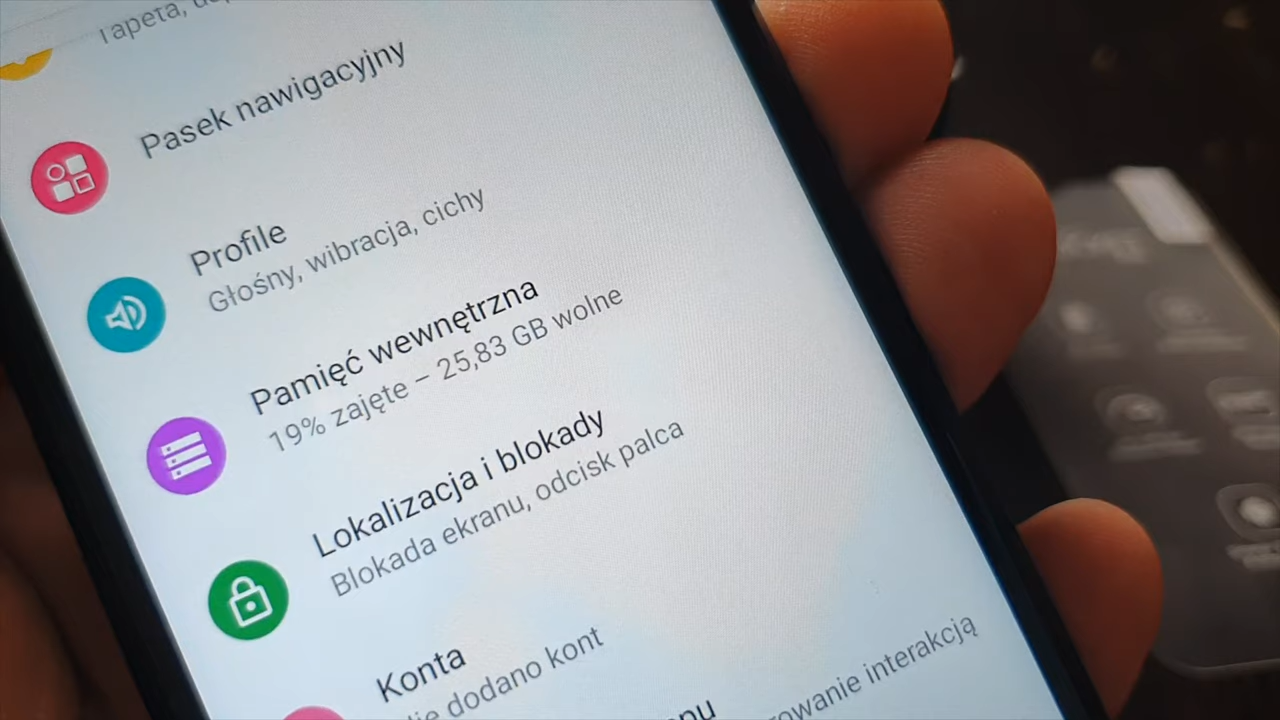 Tapeta,
Pasek nawigacyjny
Profile
Głośny, wibracja, cichy
Pamięć wewnętrzna
19% zajęte – 25,83 GB wolne
Lokalizacja i blokady
Blokada ekranu, odcisk palca
Konta
dodano kont
interakcją